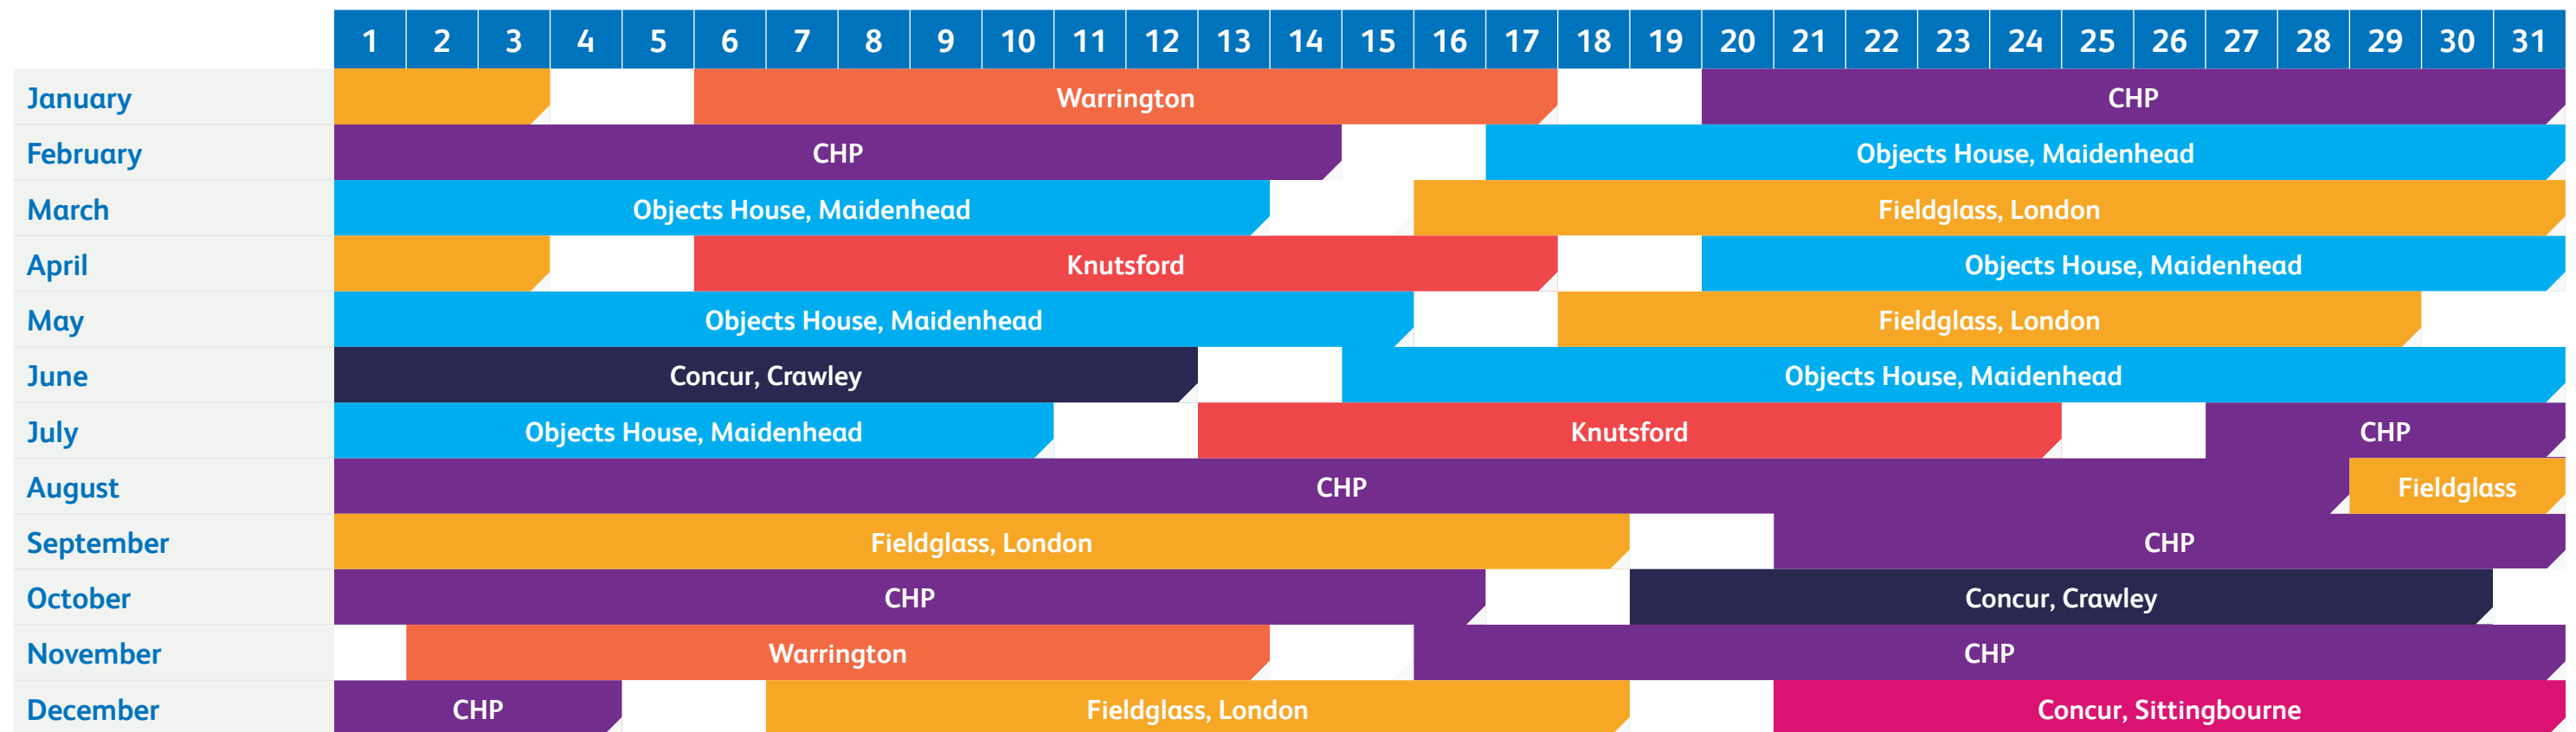 1 2 3 4 5 6 7 8 9 10 11 12 13 14 15 16 17 18 19 20 21 22 23 24 25 26 27 28 29 30 31
January Warrington CHP
February CHP Objects House, Maidenhead
March Objects House, Maidenhead Fieldglass, London
April Knutsford Objects House, Maidenhead
May Objects House, Maidenhead Fieldglass, London
June Concur, Crawley Objects House, Maidenhead
July Objects House, Maidenhead Knutsford CHP
August CHP Fieldglass
September Fieldglass, London CHP
October CHP Concur, Crawley
November Warrington CHP
December CHP Fieldglass, London Concur, Sittingbourne